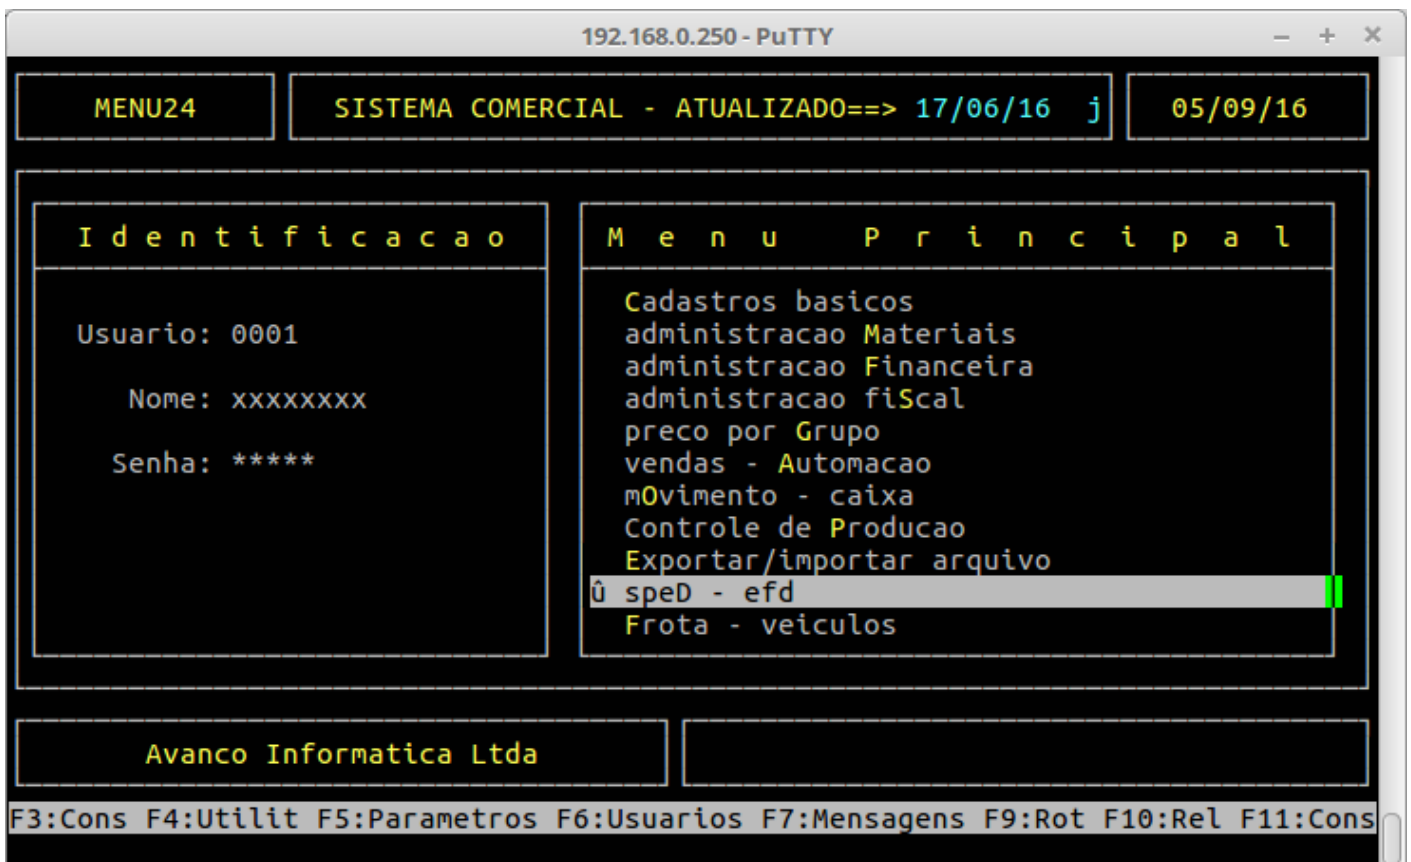 192.168.0.250 - PuTTY
MENU24
SISTEMA COMERCIAL - ATUALIZADO==> 17/06/16 j
05/09/16
I d e n t i f i c a c a o
Usuario: 0001
Nome: xxxxxxxx
Senha: *****
M e n u P r i n c i p a l
Cadastros basicos
administracao Materiais
administracao Financeira
administracao fiScal
preco por Grupo
vendas - Automacao
mOvimento - caixa
Controle de Producao
Exportar/importar arquivo
û speD - efd
Frota - veiculos
Avanco Informatica Ltda
F3:Cons F4:Utilit F5:Parametros F6:Usuarios F7:Mensagens F9:Rot F10:Rel F11:Cons